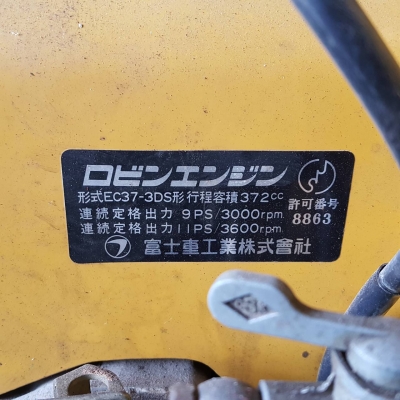 ロビンエンジン
形式EC37-3DS形 行程容積372cc
連続定格出力 9PS/3000rpm.
連続定格出力 11PS/3600rpm.
富士車工業株式會社
許可番号
8863